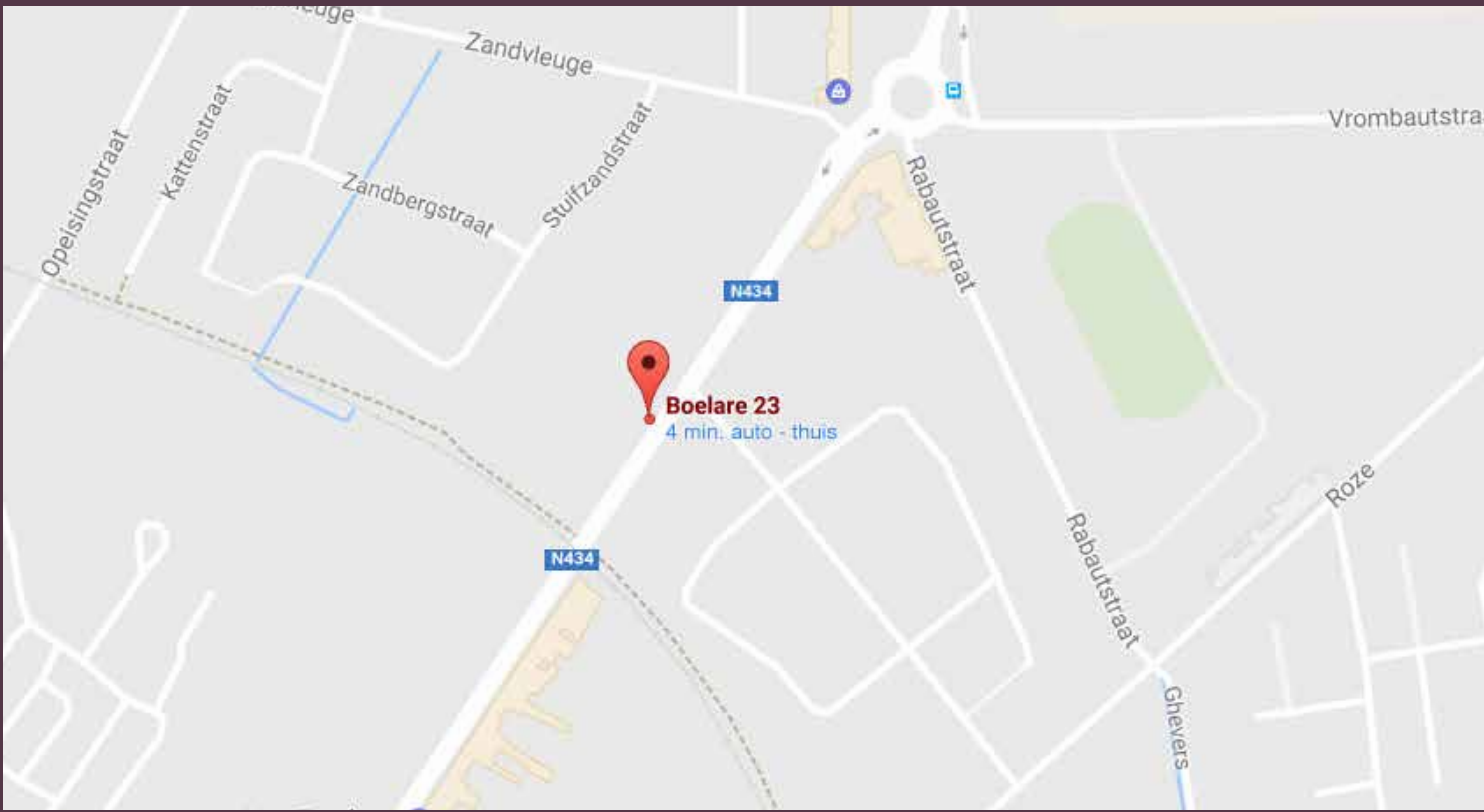 Zandvleuge
Vrombautstra
Kattenstraat
Opeisingstraat
Zandbergstraat
Stuifzandstraat
Rabautstraat
N434
Boelare 23
4 min. auto - thuis
Roze
N434
Rabautstraat
Ghevers